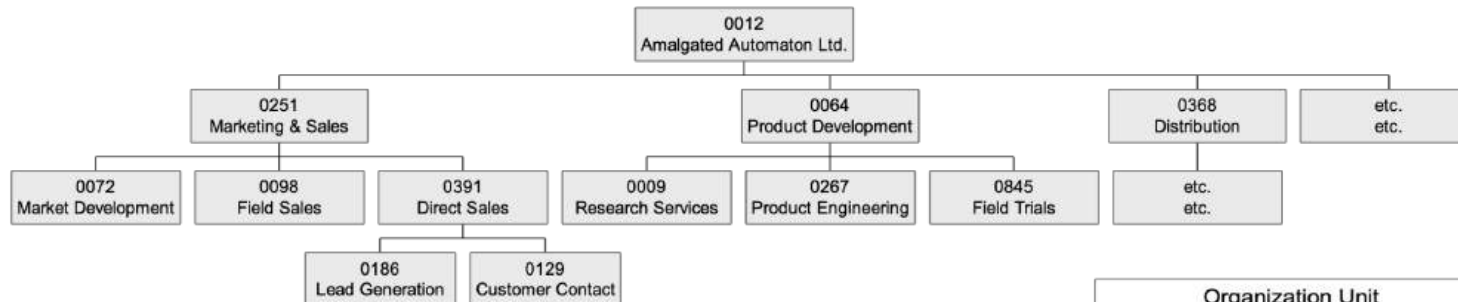 0012
Amalgated Automaton Ltd.
0251
Marketing & Sales
0064
Product Development
0368
Distribution
etc.
etc.
0072
Market Development
0098
Field Sales
0391
Direct Sales
0009
Research Services
0267
Product Engineering
0845
Field Trials
etc.
etc.
0186
Lead Generation
0129
Customer Contact
Organization Unit